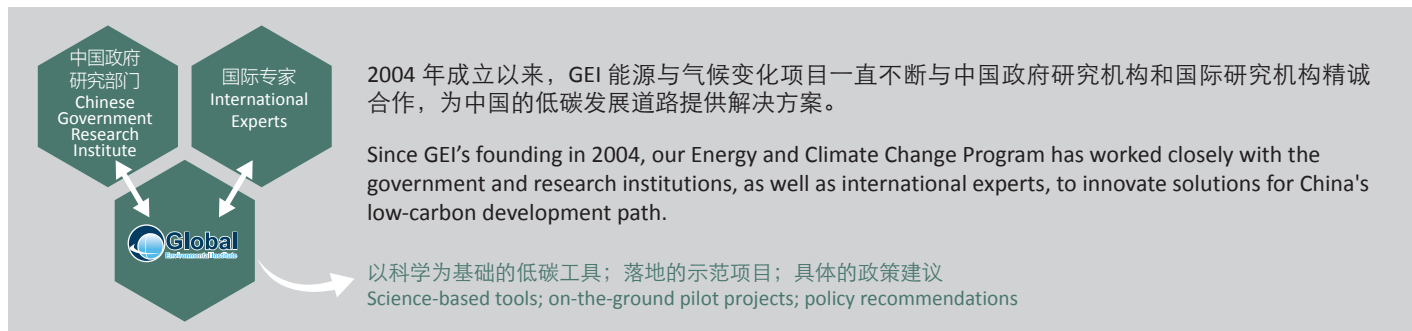 中国政府
研究部门
Chinese
Government
Research
Institute
国际专家
International
Experts
Global
Environmental Institute
2004 年成立以来，GEI 能源与气候变化项目一直不断与中国政府研究机构和国际研究机构精诚
合作，为中国的低碳发展道路提供解决方案。
Since GEI’s founding in 2004, our Energy and Climate Change Program has worked closely with the
government and research institutions, as well as international experts, to innovate solutions for China's
low-carbon development path.
以科学为基础的低碳工具；落地的示范项目；具体的政策建议
Science-based tools; on-the-ground pilot projects; policy recommendations